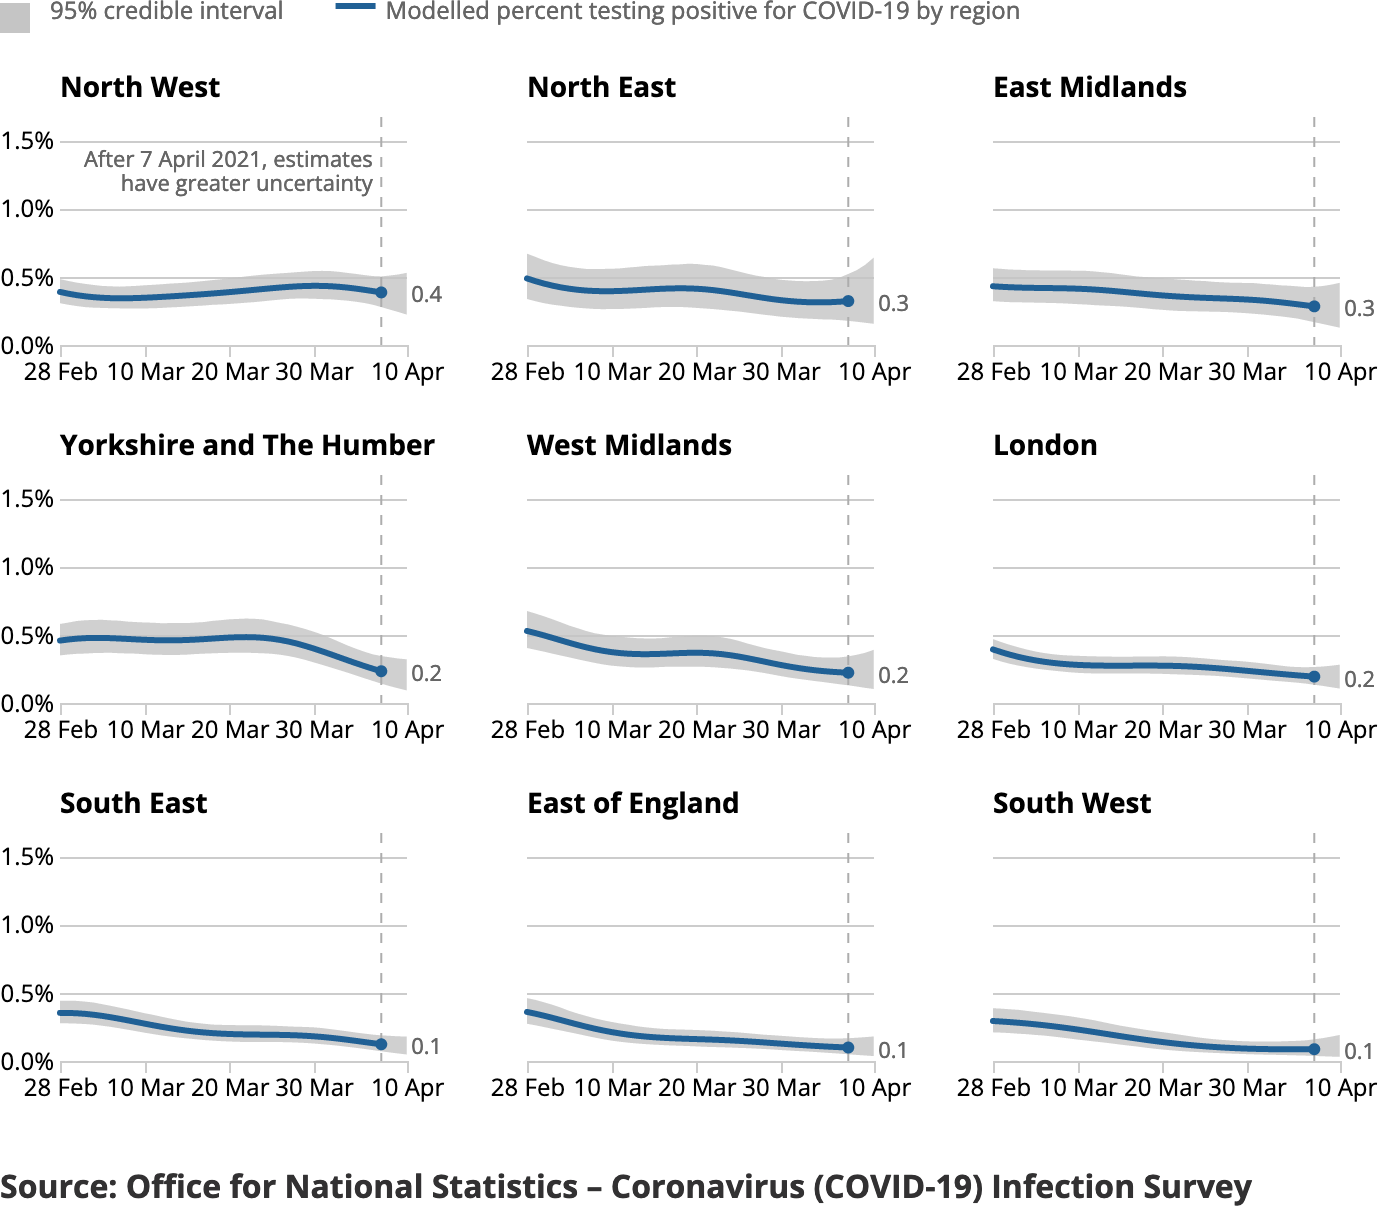 95% credible interval
Modelled percent testing positive for COVID-19 by region
North West
North East
East Midlands
1.5%
After 7 April 2021, estimates
have greater uncertainty
1.0%
0.5%
0.4
0.3
0.3
0.0%
28 Feb 10 Mar 20 Mar 30 Mar 10 Apr
28 Feb 10 Mar 20 Mar 30 Mar 10 Apr
28 Feb 10 Mar 20 Mar 30 Mar 10 Apr
Yorkshire and The Humber
West Midlands
London
1.5%
1.0%
0.5%
0.2
0.2
0.2
0.0%
28 Feb 10 Mar 20 Mar 30 Mar 10 Apr
28 Feb 10 Mar 20 Mar 30 Mar 10 Apr
28 Feb 10 Mar 20 Mar 30 Mar 10 Apr
South East
East of England
South West
1.5%
1.0%
0.5%
0.1
0.1
0.1
0.0%
28 Feb 10 Mar 20 Mar 30 Mar 10 Apr
28 Feb 10 Mar 20 Mar 30 Mar 10 Apr
28 Feb 10 Mar 20 Mar 30 Mar 10 Apr
Source: Office for National Statistics – Coronavirus (COVID-19) Infection Survey